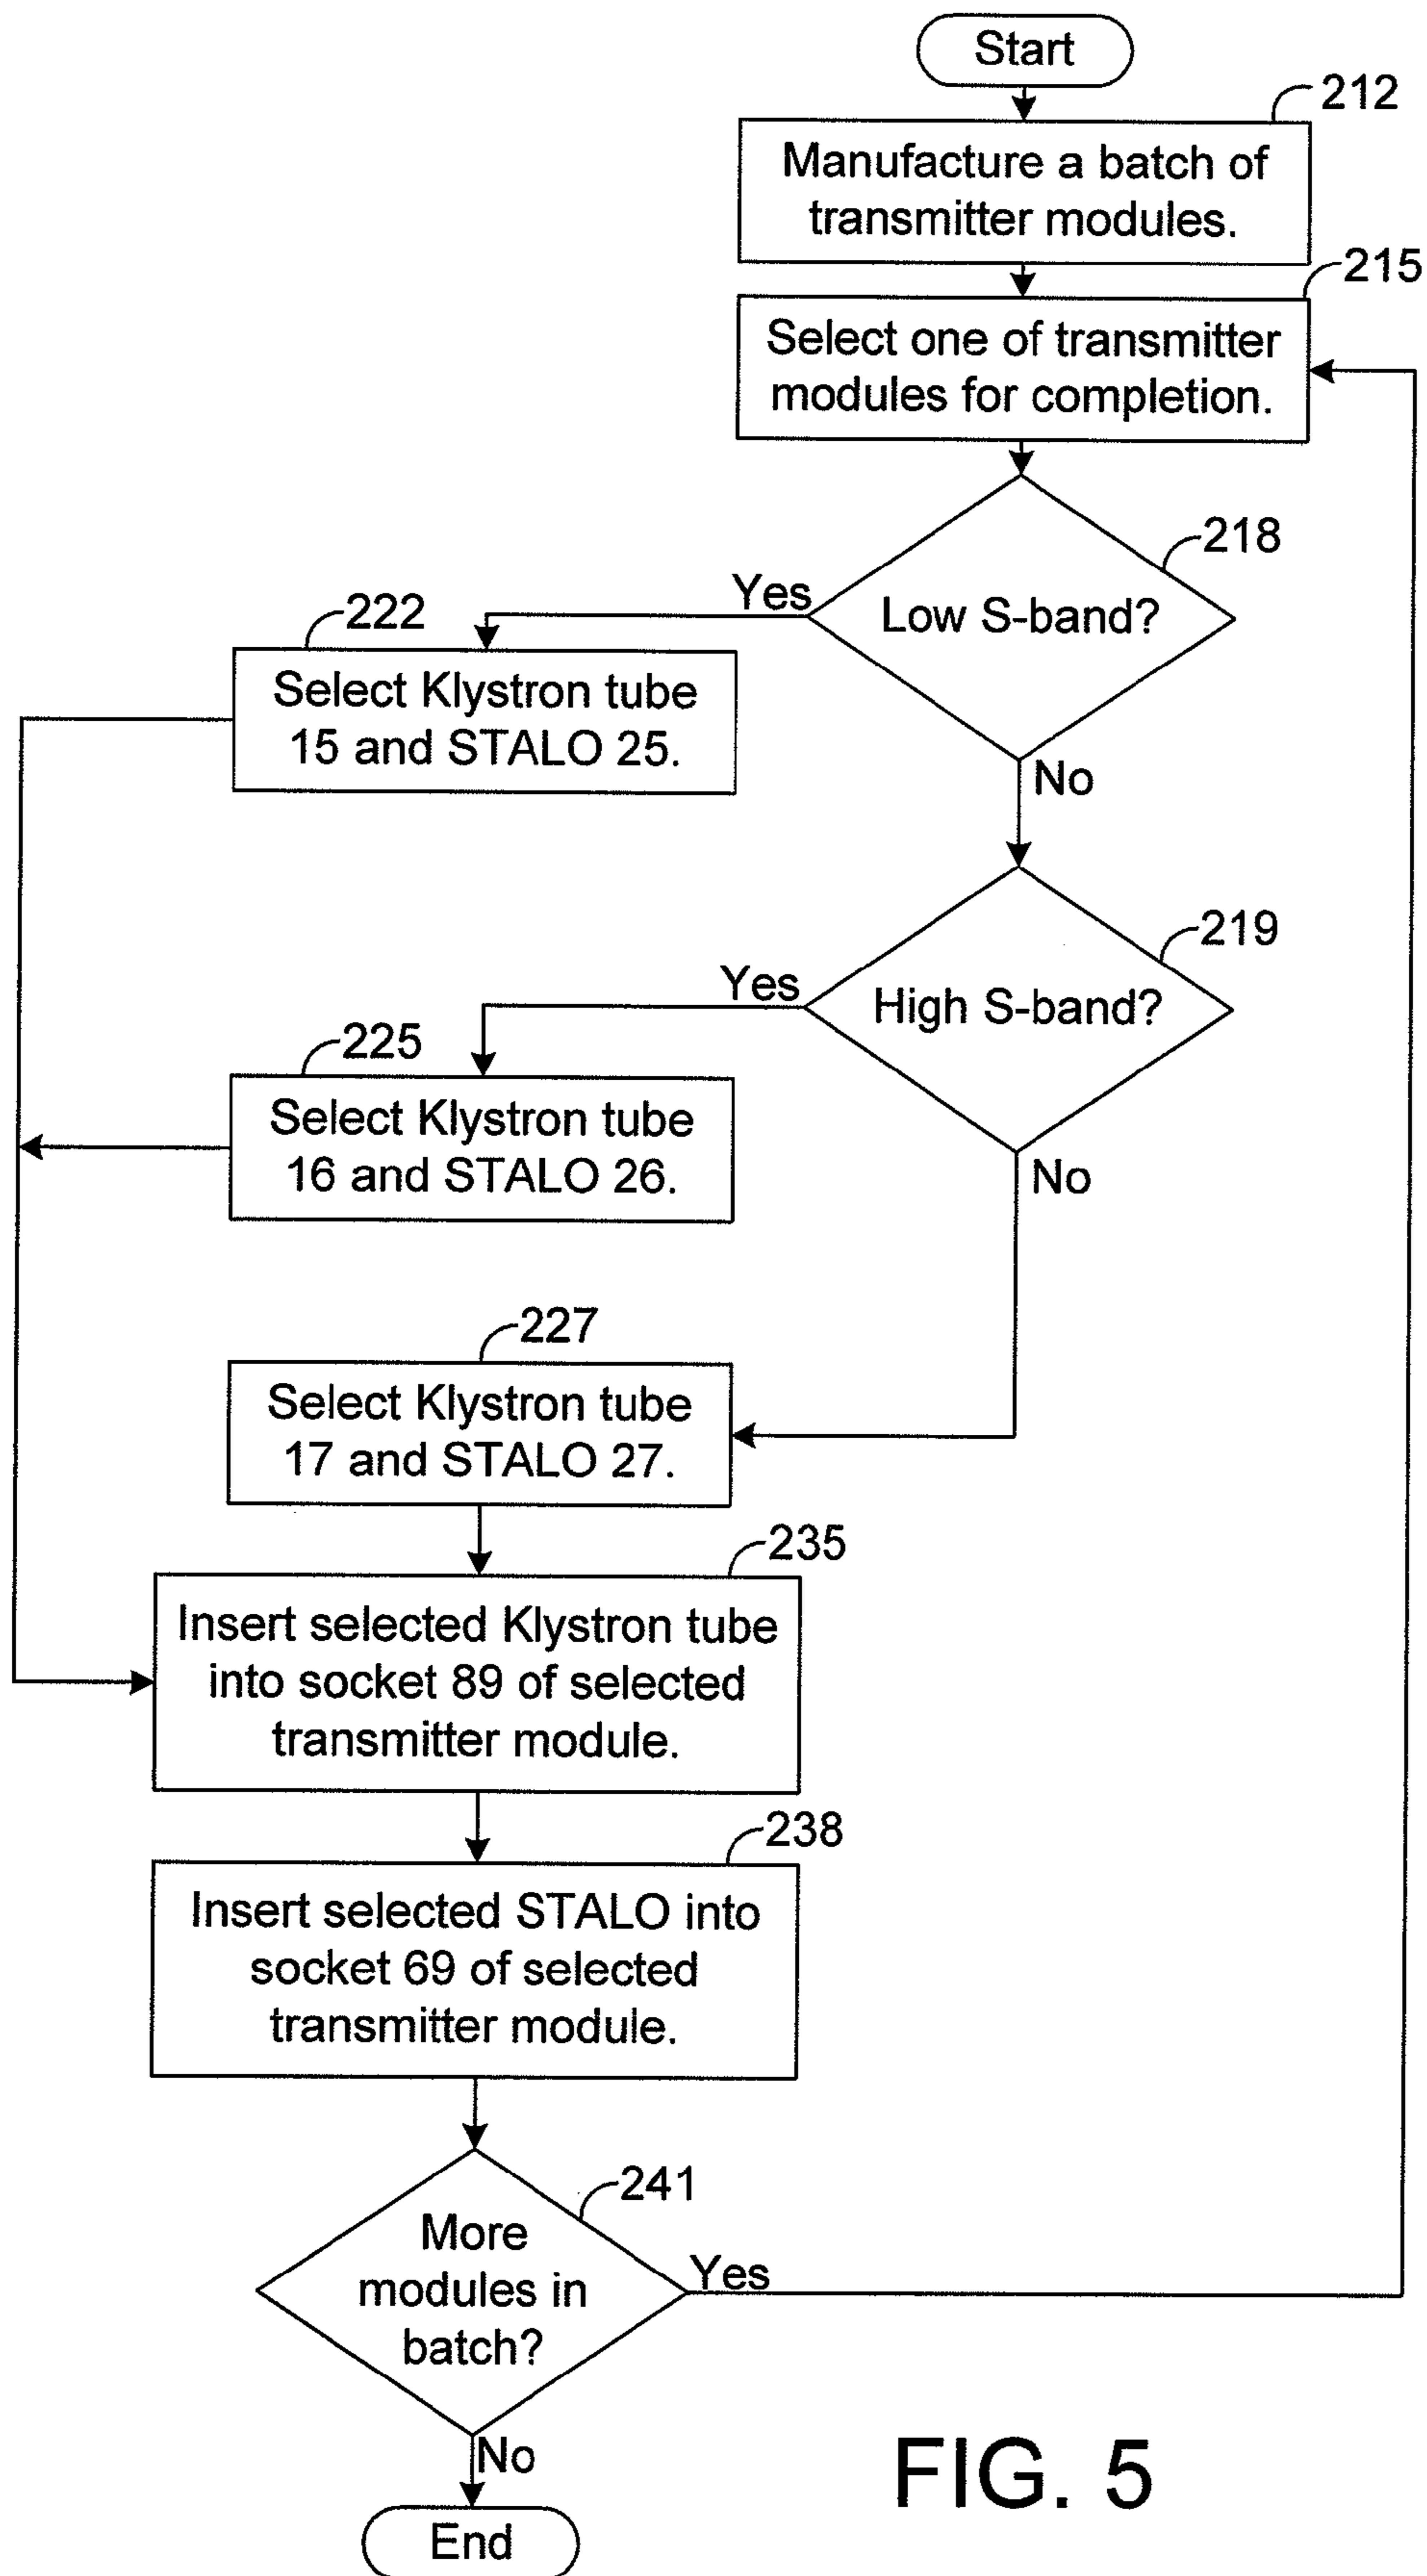 Start
212
Manufacture a batch of
transmitter modules.
215
Select one of transmitter
modules for completion.
218
Low S-band?
Yes
222
Select Klystron tube
15 and STALO 25.
No
219
High S-band?
Yes
225
Select Klystron tube
16 and STALO 26.
No
227
Select Klystron tube
17 and STALO 27.
235
Insert selected Klystron tube
into socket 89 of selected
transmitter module.
238
Insert selected STALO into
socket 69 of selected
transmitter module.
241
More
modules in
batch?
Yes
No
End
FIG. 5